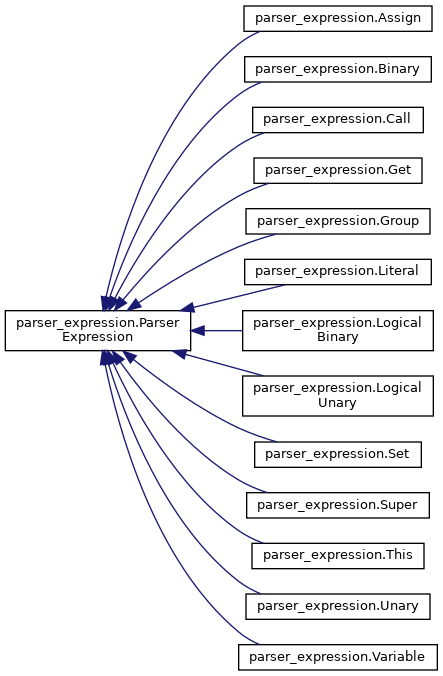 parser_expression.Assign
parser_expression.Binary
parser_expression.Call
parser_expression.Get
parser_expression.Group
parser_expression.Literal
parser_expression.Parser
Expression
parser_expression.Logical
Binary
parser_expression.Logical
Unary
parser_expression.Set
parser_expression.Super
parser_expression.This
parser_expression.Unary
parser_expression.Variable